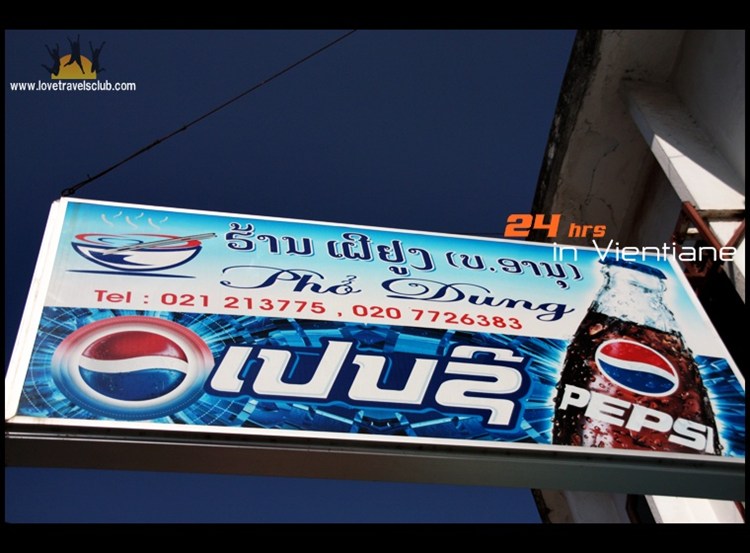 www.lovetravelsclub.com
24 hrs
in Vientiane
ຮ້ານ ເຝີຢູງ (ບ.ອານຸ)
Phở Dung
Tel : 021 213775 , 020 7726383
ເປບຊີ
PEPSI